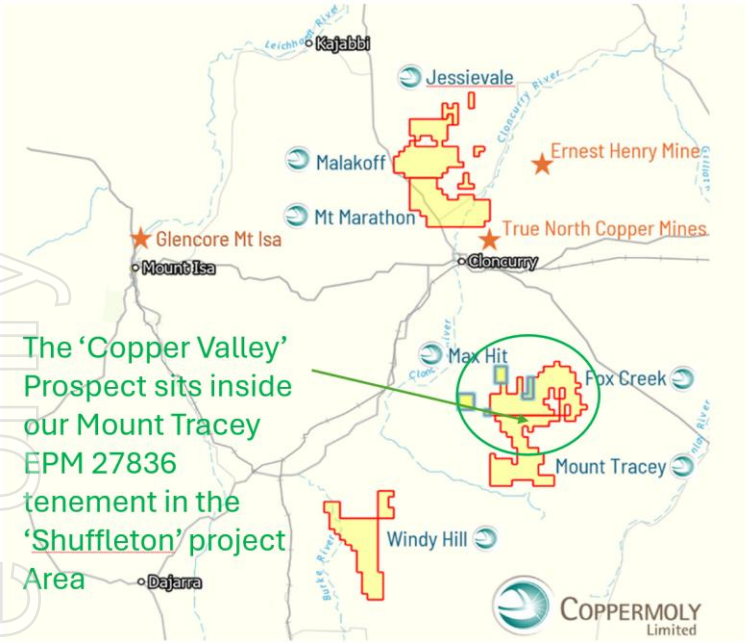 Leichhardt River
Kajabbi
Jessievale
Cloncurry River
Malakoff
Ernest Henry Mine
Mt Marathon
True North Copper Mines
Glencore Mt Isa
Mount Isa
Cloncurry
The ‘Copper Valley’
Prospect sits inside
our Mount Tracey
EPM 27836
tenement in the
‘Shuffleton’ project
Area
Max Hit
Fox Creek
Mount Tracey
Windy Hill
Burke River
Dajarra
COPPERMOLY
Limited